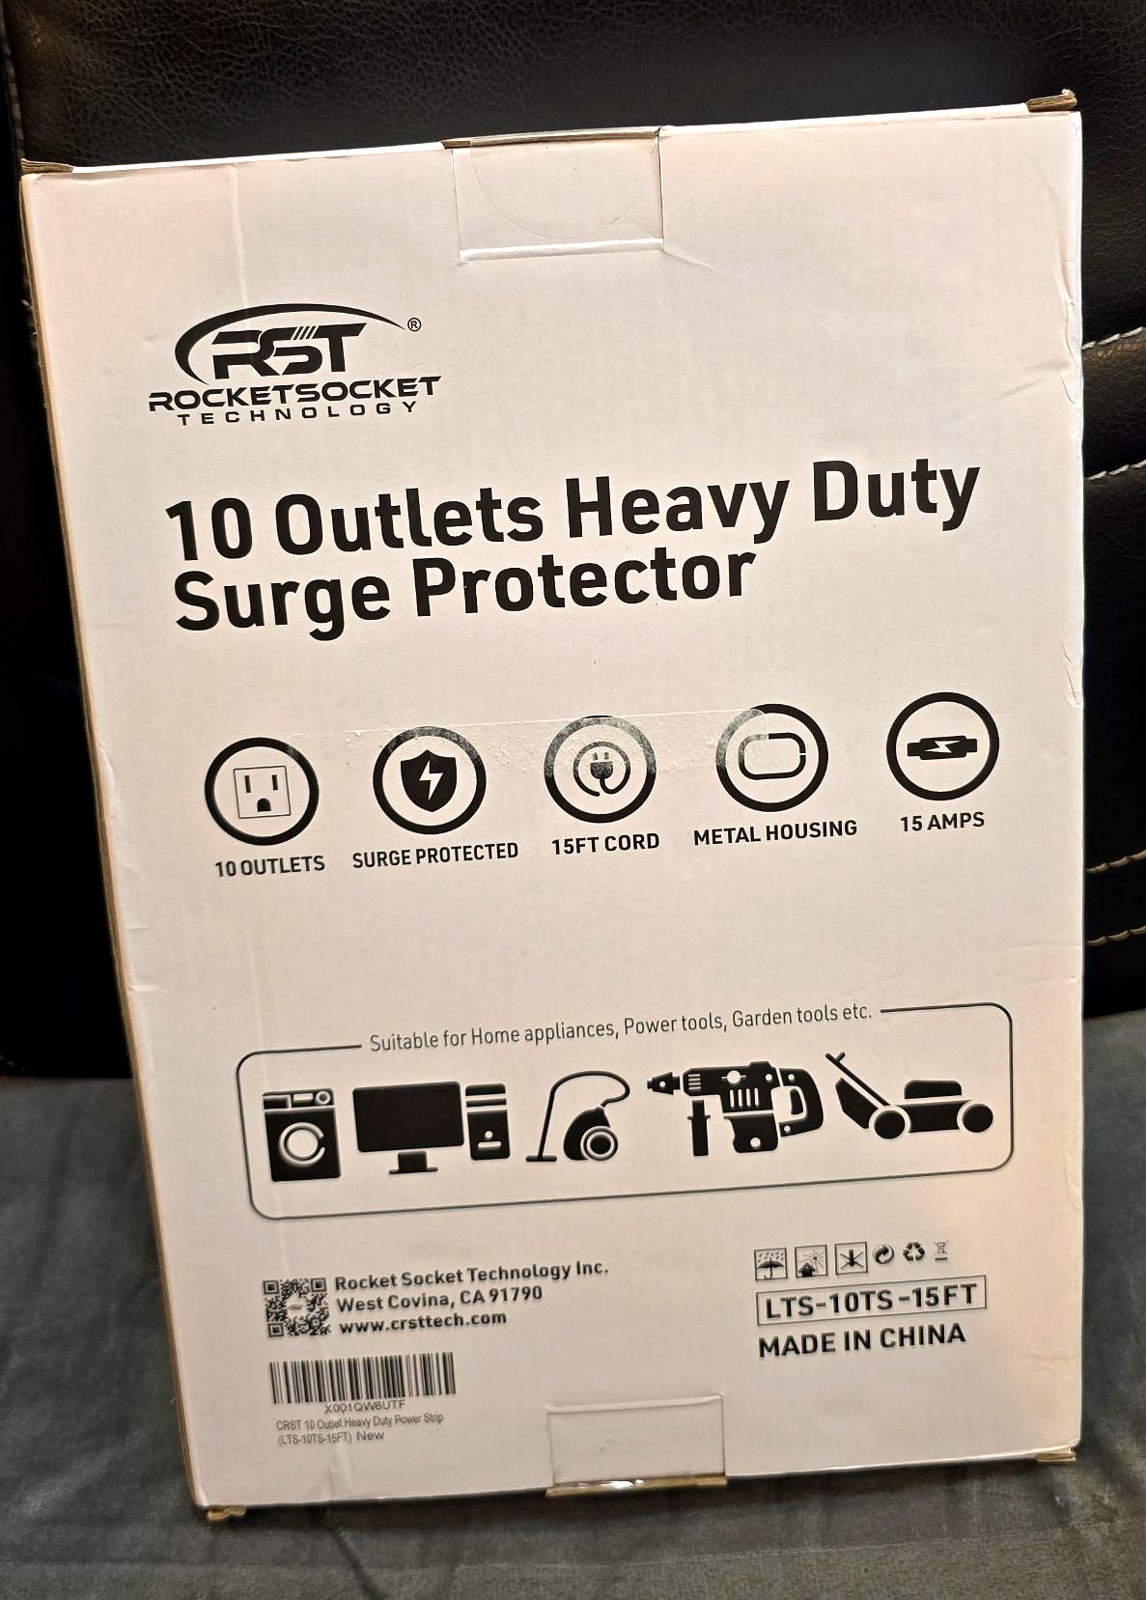 RST®
ROCKETSOCKET
TECHNOLOGY
10 Outlets Heavy Duty
Surge Protector
10 OUTLETS
SURGE PROTECTED
15FT CORD
METAL HOUSING
15 AMPS
Suitable for Home appliances, Power tools, Garden tools etc.
Rocket Socket Technology Inc.
West Covina, CA 91790
www.crsttech.com
LTS-10TS-15FT
MADE IN CHINA
X001QW8UTF
CRST 10 Outlet Heavy Duty Power Strip
(LTS-10TS-15FT) New